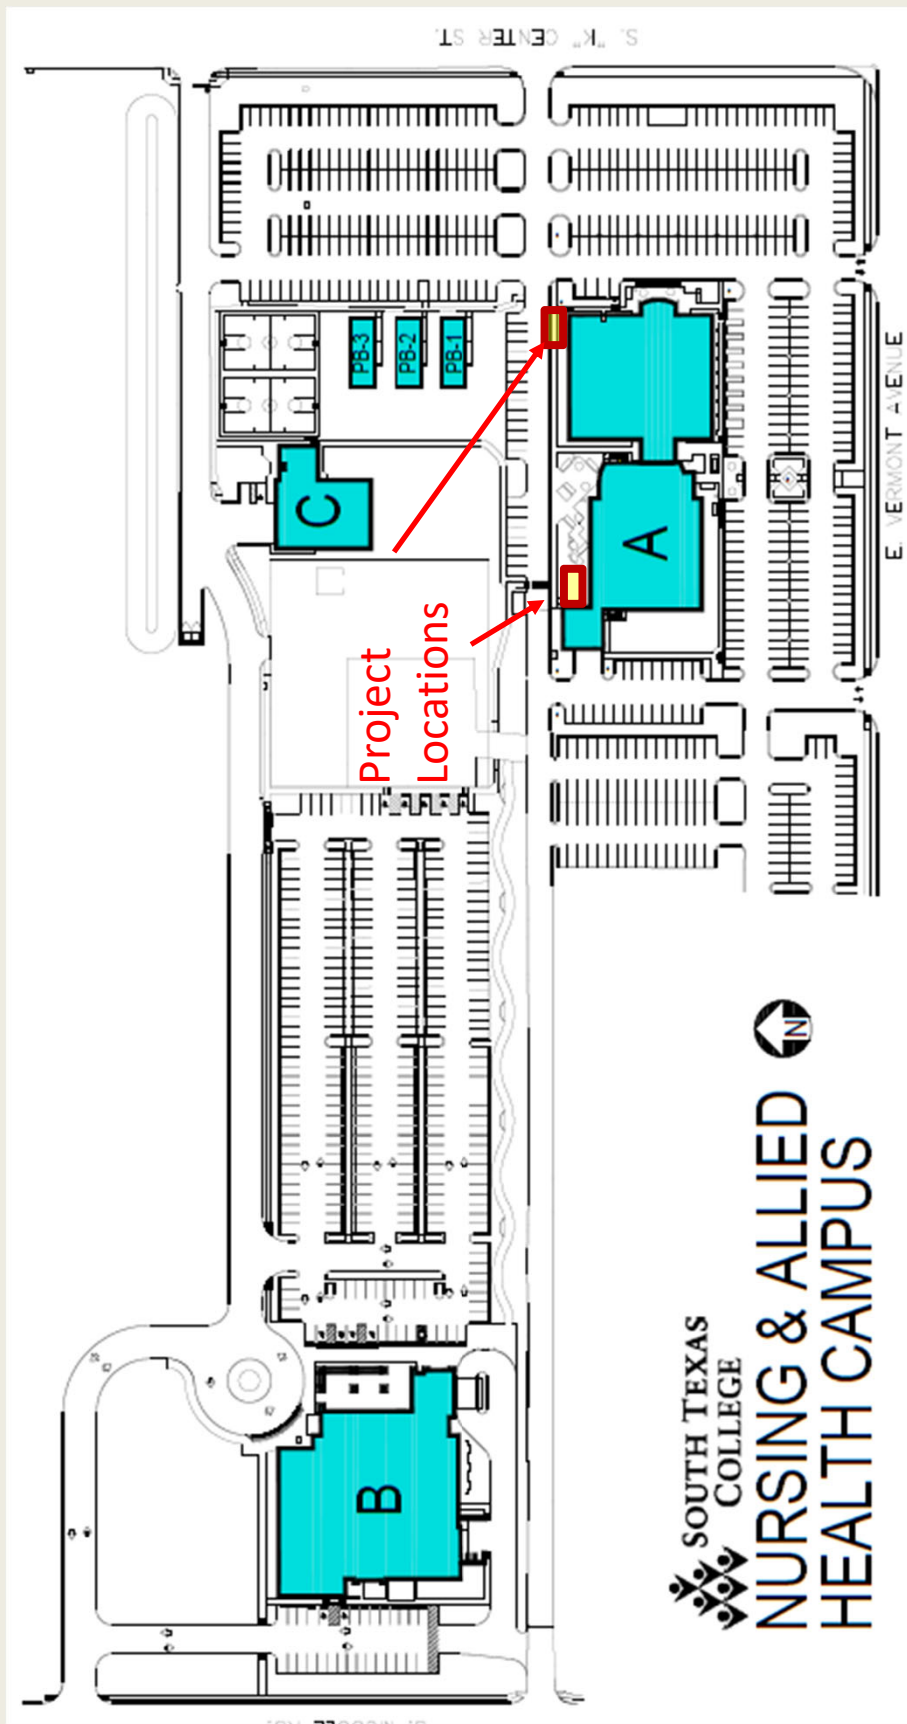 S. "K" CENTER ST.
PB-3
PB-2
PB-1
C
A
E. VERMONT AVENUE
Project
Locations
B
N
SOUTH TEXAS
COLLEGE
NURSING & ALLIED
HEALTH CAMPUS